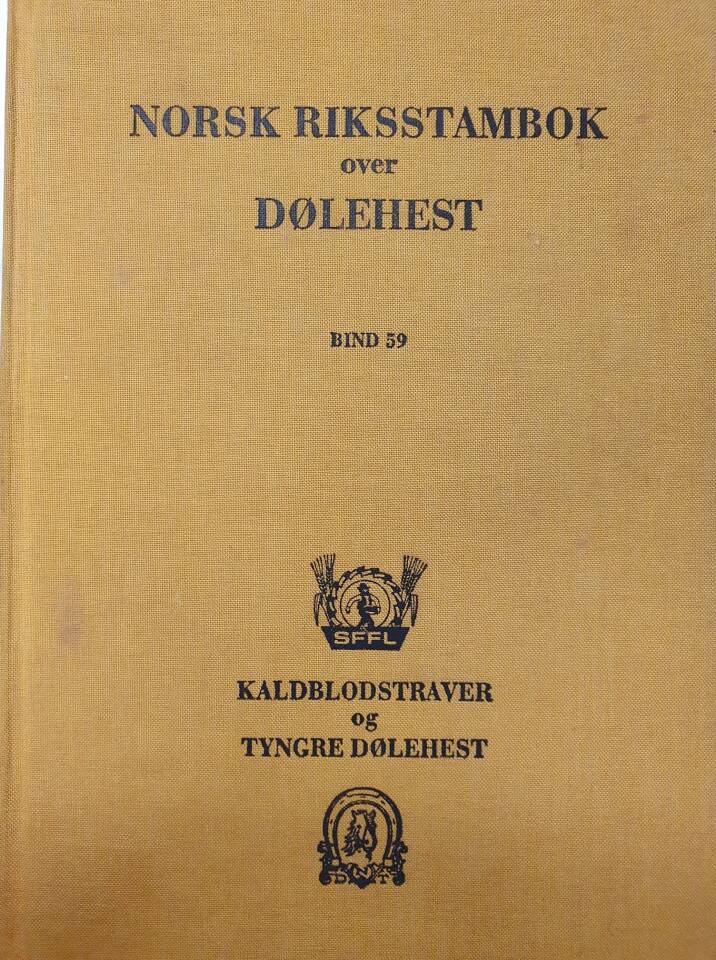 NORSK RIKSSTAMBOK
over
DØLEHEST
BIND 59
SFFL
KALDBLODSTRAVER
og
TYNGRE DØLEHEST
D N T